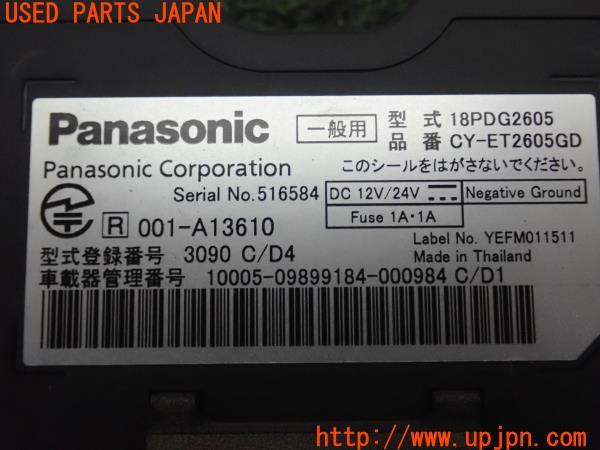 USED PARTS JAPAN
Panasonic 一般用 型式 18PDG2605
品番 CY-ET2605GD
Panasonic Corporation このシールをはがさないでください。
Serial No.516584 DC 12V/24V Negative Ground
Fuse 1A・1A
R 001-A13610
Label No. YEFM011511
型式登録番号 3090 C/D4 Made in Thailand
車載器管理番号 10005-09899184-000984 C/D1
http://www.upjpn.com